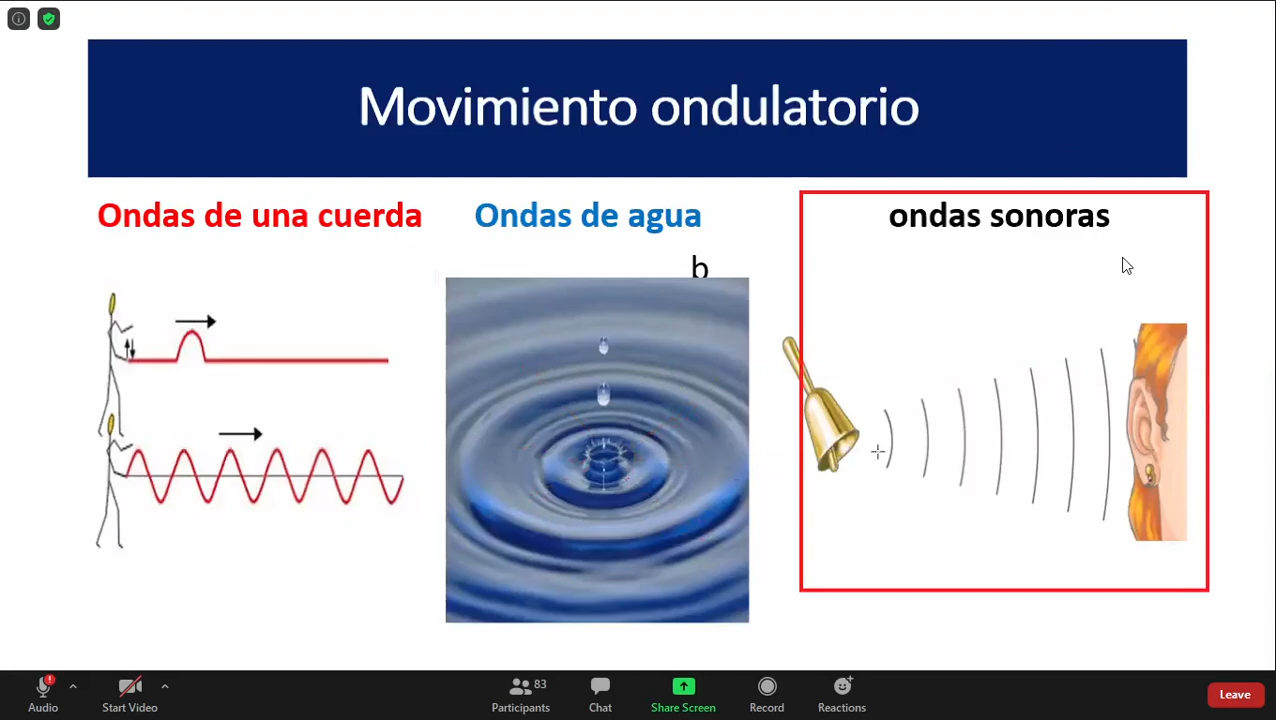 Movimiento ondulatorio
Ondas de una cuerda
Ondas de agua
ondas sonoras
b
Audio
Start Video
83
Participants
Chat
Share Screen
Record
Reactions
Leave